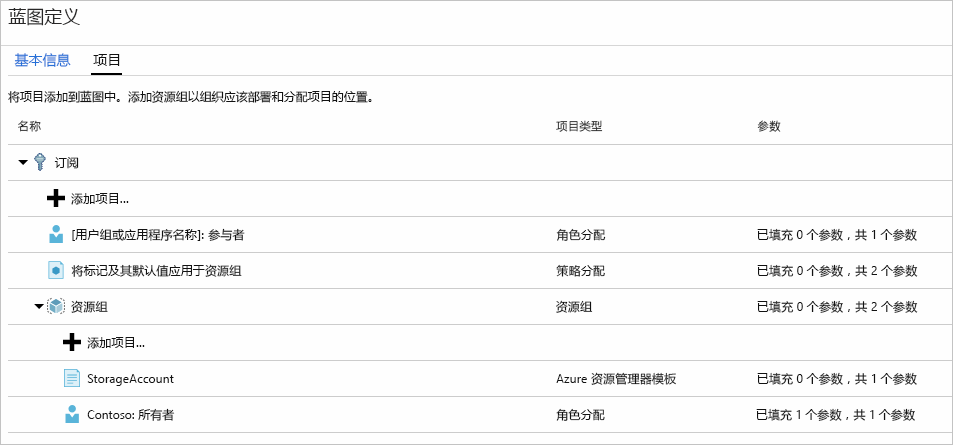 蓝图定义
基本信息 项目
将项目添加到蓝图中。添加资源组以组织应该部署和分配项目的位置。
名称 项目类型 参数
订阅
添加项目...
[用户组或应用程序名称]: 参与者 角色分配 已填充 0 个参数，共 1 个参数
将标记及其默认值应用于资源组 策略分配 已填充 0 个参数，共 2 个参数
资源组 资源组 已填充 0 个参数，共 2 个参数
添加项目...
StorageAccount Azure 资源管理器模板 已填充 0 个参数，共 1 个参数
Contoso: 所有者 角色分配 已填充 1 个参数，共 1 个参数